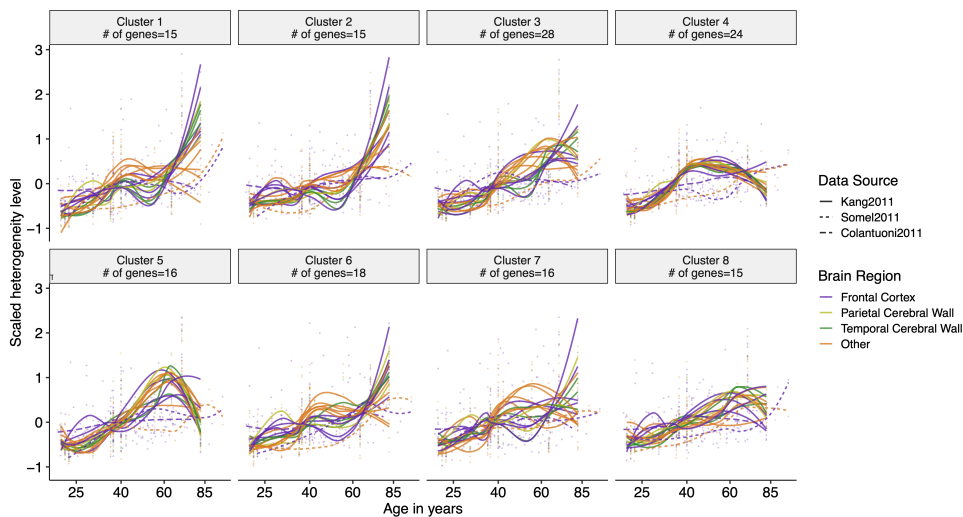 Cluster 1
# of genes=15
Cluster 2
# of genes=15
Cluster 3
# of genes=28
Cluster 4
# of genes=24
3
2
1
0
−1
Cluster 5
# of genes=16
Cluster 6
# of genes=18
Cluster 7
# of genes=16
Cluster 8
# of genes=15
3
2
1
0
−1
25 40 60 85
25 40 60 85
25 40 60 85
25 40 60 85
Age in years
Scaled heterogeneity level
Data Source
Kang2011
Somel2011
Colantuoni2011
Brain Region
Frontal Cortex
Parietal Cerebral Wall
Temporal Cerebral Wall
Other